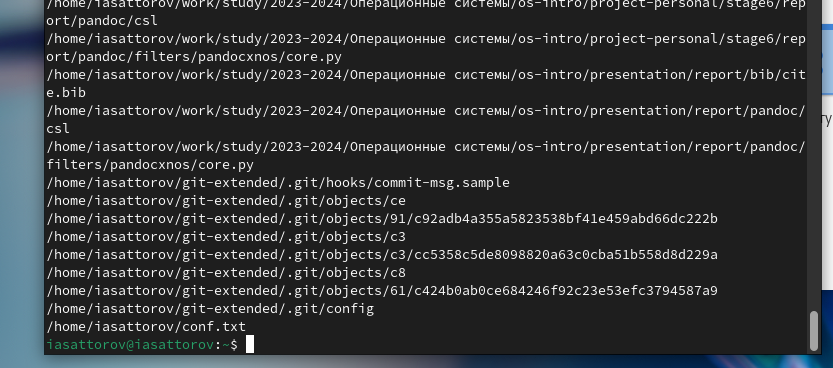 /home/iasattorov/work/study/2023-2024/Операционные системы/os-intro/project-personal/stage6/rep
ort/pandoc/csl
/home/iasattorov/work/study/2023-2024/Операционные системы/os-intro/project-personal/stage6/rep
ort/pandoc/filters/pandocxnos/core.py
/home/iasattorov/work/study/2023-2024/Операционные системы/os-intro/presentation/report/bib/cit
e.bib
/home/iasattorov/work/study/2023-2024/Операционные системы/os-intro/presentation/report/pandoc/
csl
/home/iasattorov/work/study/2023-2024/Операционные системы/os-intro/presentation/report/pandoc/
filters/pandocxnos/core.py
/home/iasattorov/git-extended/.git/hooks/commit-msg.sample
/home/iasattorov/git-extended/.git/objects/ce
/home/iasattorov/git-extended/.git/objects/91/c92adb4a355a5823538bf41e459abd66dc222b
/home/iasattorov/git-extended/.git/objects/c3
/home/iasattorov/git-extended/.git/objects/c3/cc5358c5de8098820a63c0cba51b558d8d229a
/home/iasattorov/git-extended/.git/objects/c8
/home/iasattorov/git-extended/.git/objects/61/c424b0ab0ce684246f92c23e53efc3794587a9
/home/iasattorov/git-extended/.git/config
/home/iasattorov/conf.txt
iasattorov@iasattorov:~$